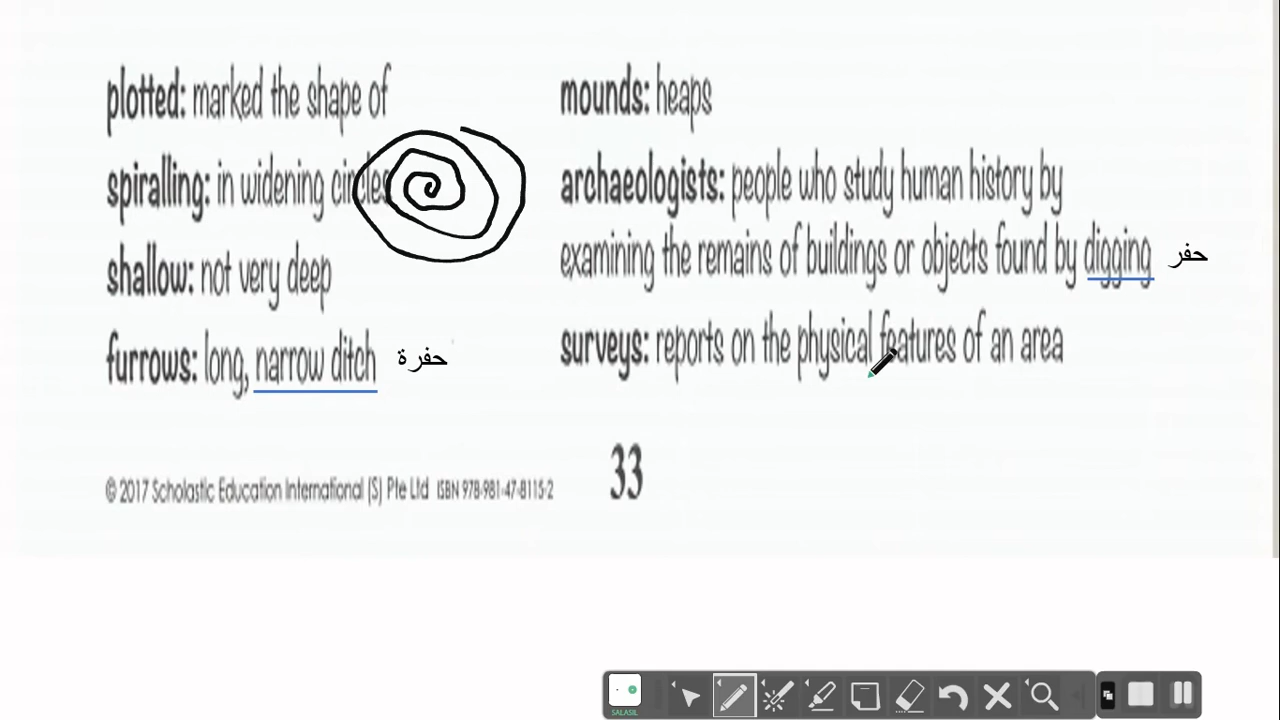 plotted: marked the shape of
spiralling: in widening circles
shallow: not very deep
furrows: long, narrow ditch حفرة
mounds: heaps
archaeologists: people who study human history by
examining the remains of buildings or objects found by digging حفر
surveys: reports on the physical features of an area
© 2017 Scholastic Education International (S) Pte Ltd ISBN 978-981-47-8115-2
33
SALASIL